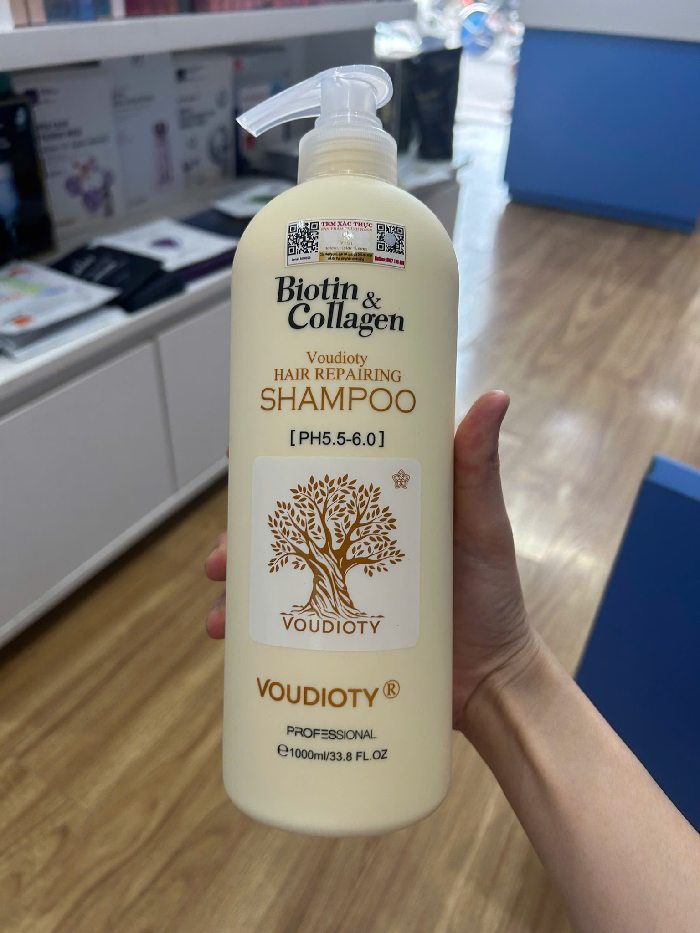 TEM XÁC THỰC
Biotin &
Collagen
Voudioty
HAIR REPAIRING
SHAMPOO
[PH5.5-6.0]
VOUDIOTY
VOUDIOTY®
PROFESSIONAL
℮1000ml/33.8 FL.OZ